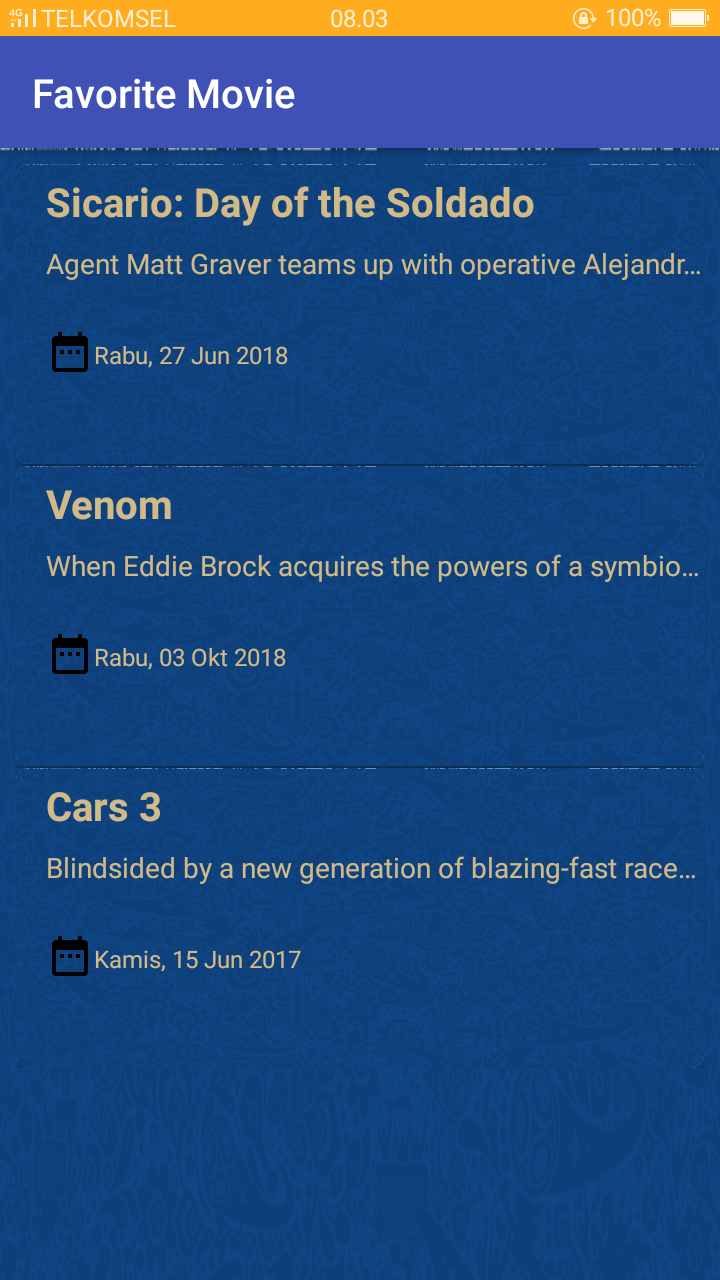 4G TELKOMSEL 08.03 100%
Favorite Movie
Sicario: Day of the Soldado
Agent Matt Graver teams up with operative Alejandr...
Rabu, 27 Jun 2018
Venom
When Eddie Brock acquires the powers of a symbio...
Rabu, 03 Okt 2018
Cars 3
Blindsided by a new generation of blazing-fast race...
Kamis, 15 Jun 2017